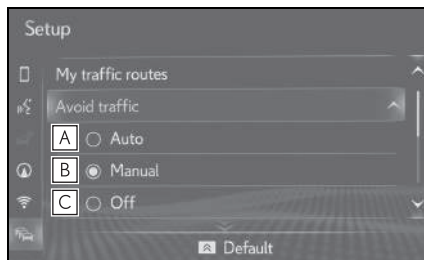 Setup
My traffic routes
Avoid traffic
A Auto
B Manual
C Off
Default